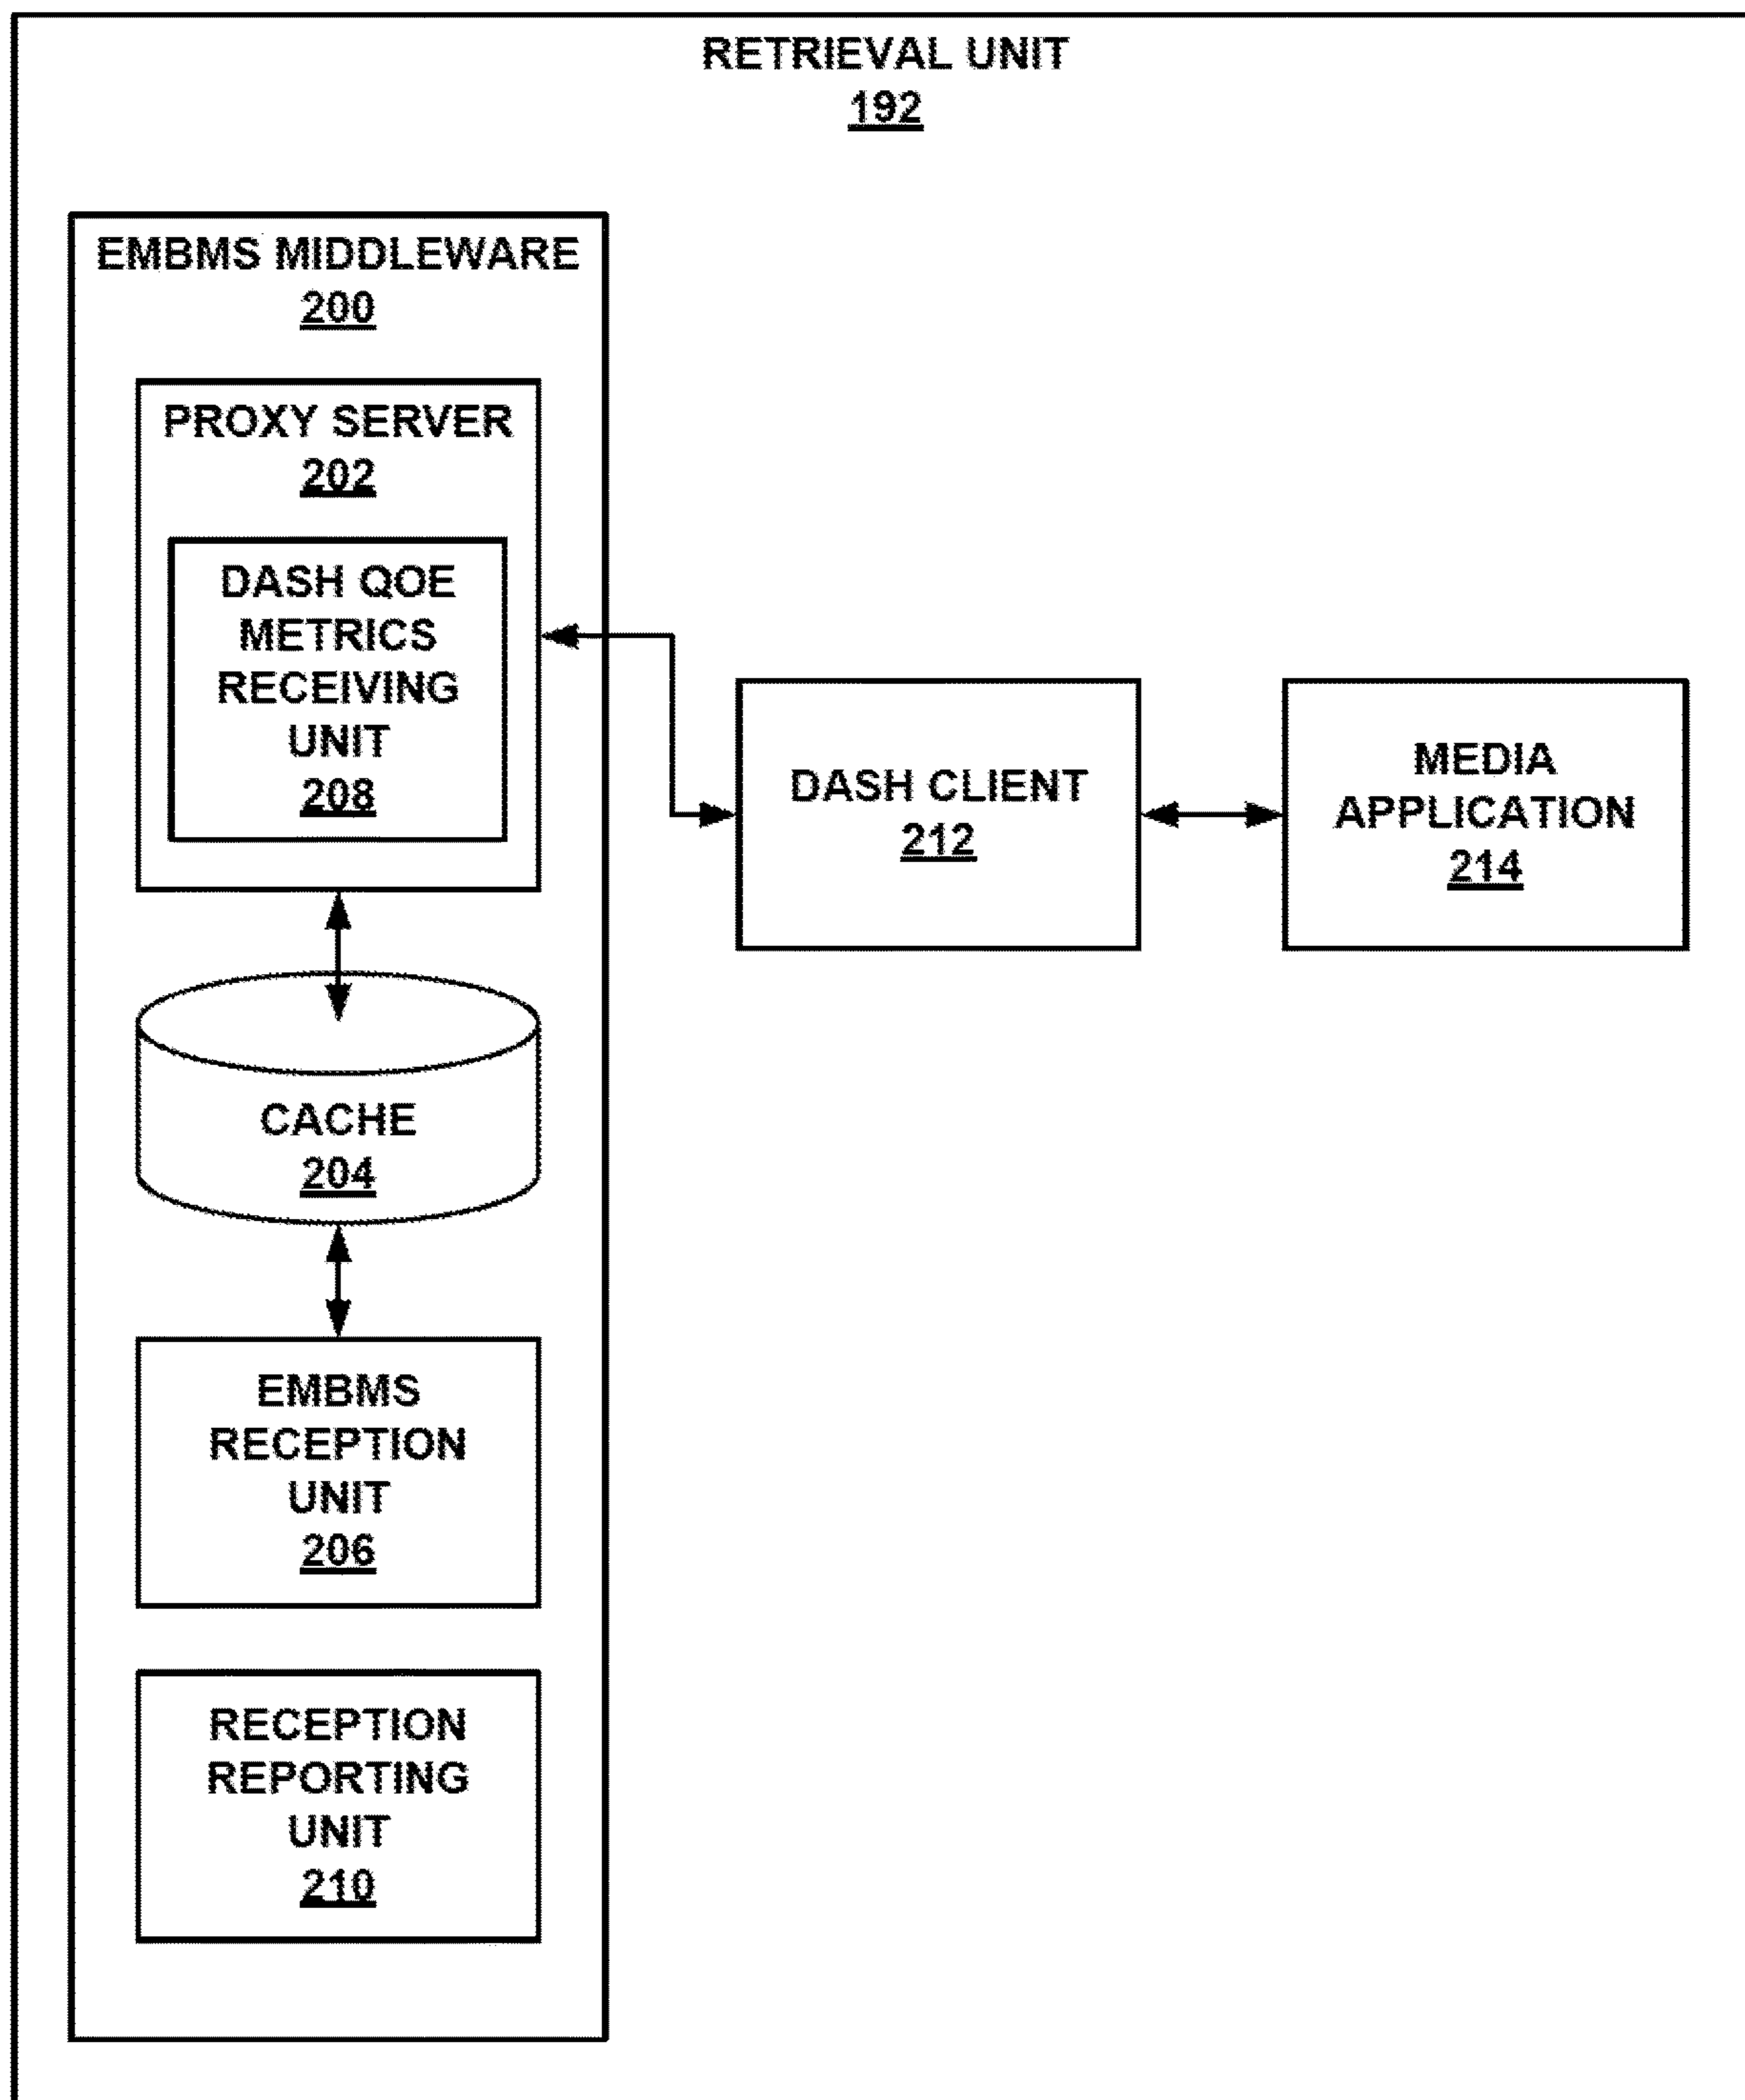 RETRIEVAL UNIT
192
EMBMS MIDDLEWARE
200
PROXY SERVER
202
DASH QOE
METRICS
RECEIVING
UNIT
208
DASH CLIENT
212
MEDIA
APPLICATION
214
CACHE
204
EMBMS
RECEPTION
UNIT
206
RECEPTION
REPORTING
UNIT
210